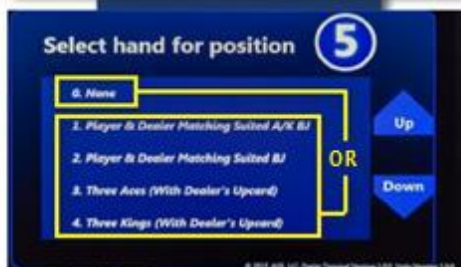 Select hand for position 5
0. None
1. Player & Dealer Matching Suited A/K BJ
2. Player & Dealer Matching Suited BJ
3. Three Aces (With Dealer's Upcard)
4. Three Kings (With Dealer's Upcard)
OR
Up
Down